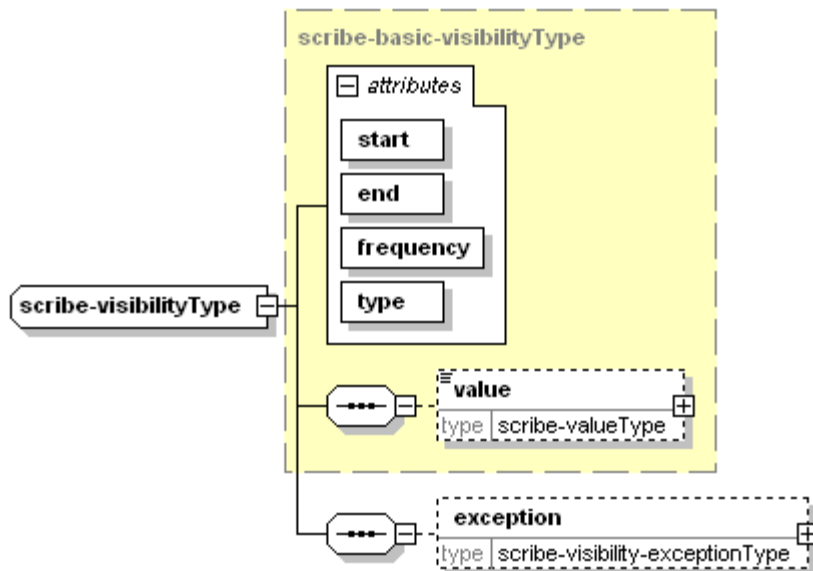 scribe-basic-visibilityType
attributes
start
end
frequency
type
scribe-visibilityType
value
type scribe-valueType
exception
type scribe-visibility-exceptionType